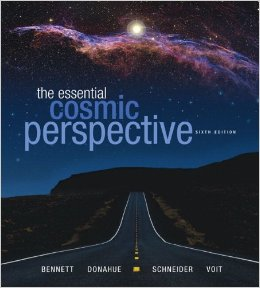 the essential
cosmic
perspective
SIXTH EDITION
BENNETT DONAHUE SCHNEIDER VOIT